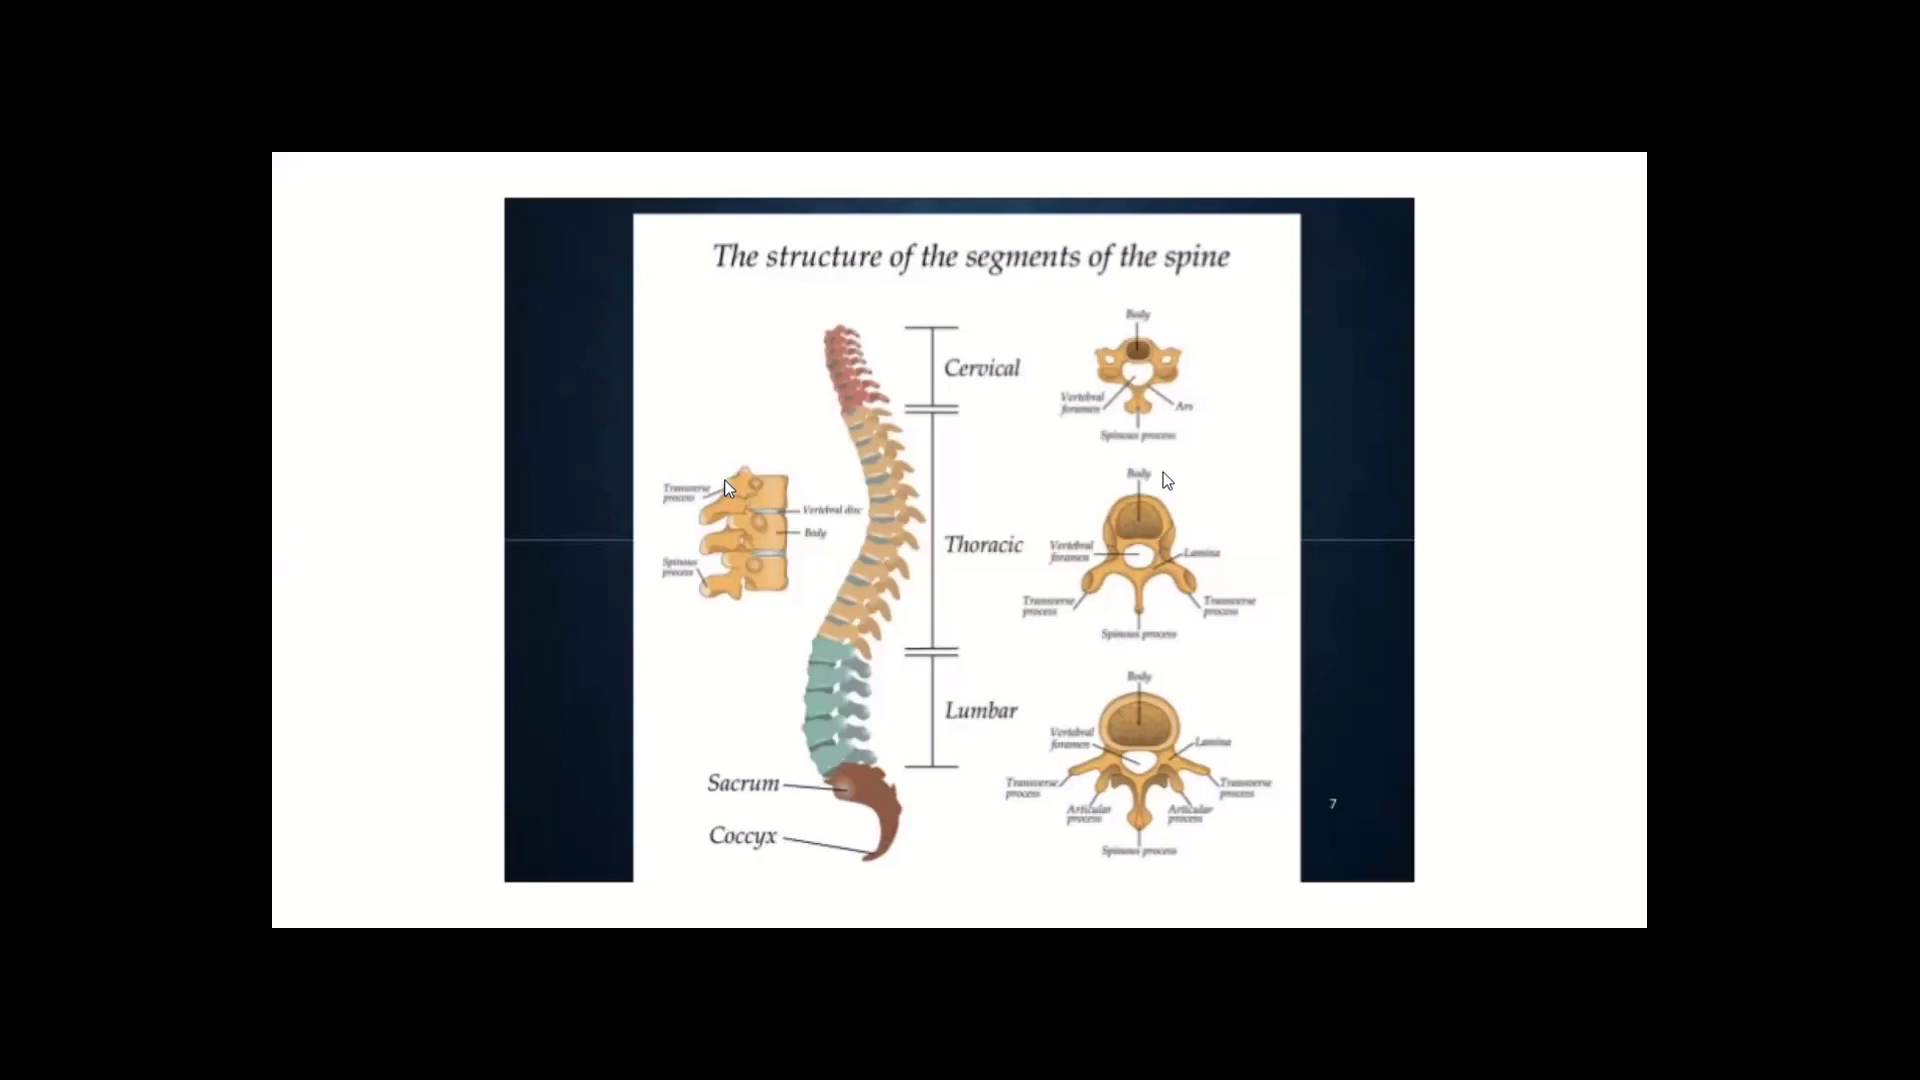 The structure of the segments of the spine
Cervical
Thoracic
Lumbar
Sacrum
Coccyx
Transverse
process
Vertebral disc
Body
Spinous
process
Body
Vertebral
foramen
Ars
Spinous process
Body
Vertebral
foramen
Lamina
Transverse
process
Transverse
process
Spinous process
Body
Vertebral
foramen
Lamina
Transverse
process
Transverse
process
Articular
process
Articular
process
Spinous process
7